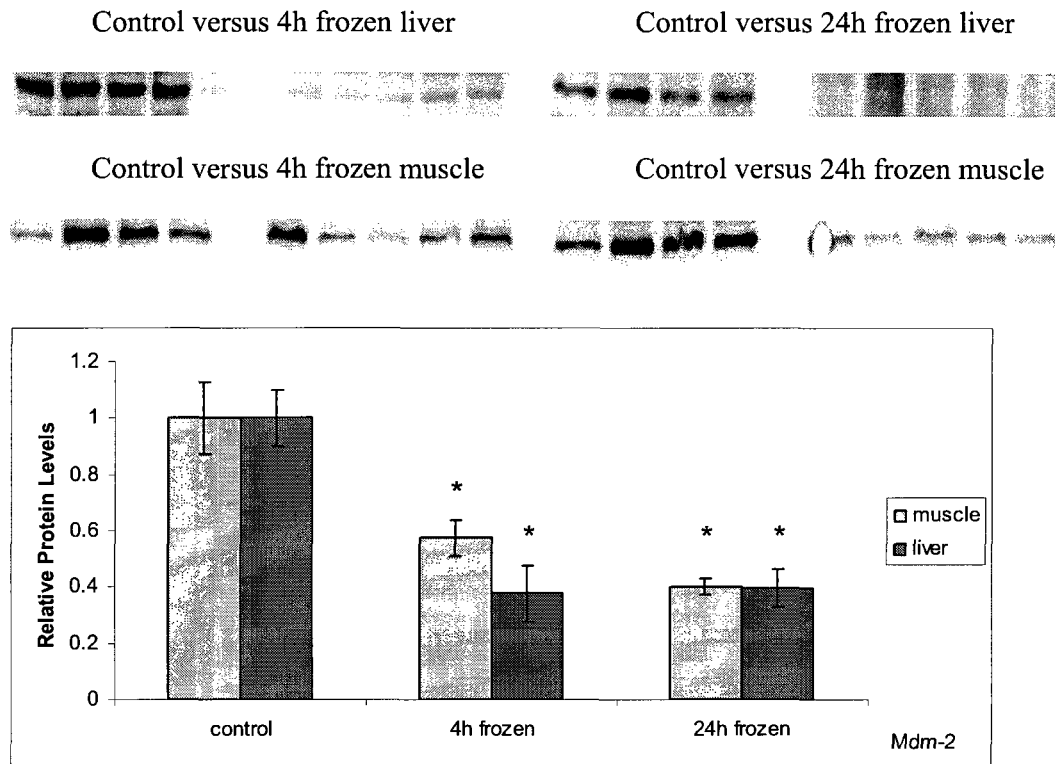 Control versus 4h frozen liver
Control versus 24h frozen liver
Control versus 4h frozen muscle
Control versus 24h frozen muscle
1.2
1
0.8
0.6
0.4
0.2
0
Relative Protein Levels
*
*
*
*
control
4h frozen
24h frozen
muscle
liver
Mdm-2